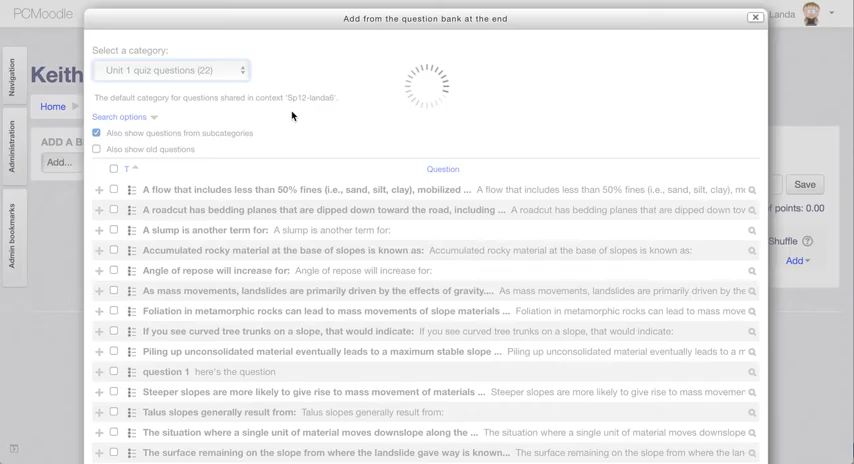 PCMoodle
Add from the question bank at the end
Landa
Navigation
Administration
Admin bookmarks
Keith
Home
ADD A B
Add...
Select a category:
Unit 1 quiz questions (22)
The default category for questions shared in context 'Sp12-landa6'.
Search options
Also show questions from subcategories
Also show old questions
T Question
A flow that includes less than 50% fines (i.e., sand, silt, clay), mobilized ... A flow that includes less than 50% fines (i.e., sand, silt, clay), mo
A roadcut has bedding planes that are dipped down toward the road, including ... A roadcut has bedding planes that are dipped down tow
A slump is another term for: A slump is another term for:
Accumulated rocky material at the base of slopes is known as: Accumulated rocky material at the base of slopes is known as:
Angle of repose will increase for: Angle of repose will increase for:
As mass movements, landslides are primarily driven by the effects of gravity.... As mass movements, landslides are primarily driven by the
Foliation in metamorphic rocks can lead to mass movements of slope materials ... Foliation in metamorphic rocks can lead to mass move
If you see curved tree trunks on a slope, that would indicate: If you see curved tree trunks on a slope, that would indicate:
Piling up unconsolidated material eventually leads to a maximum stable slope ... Piling up unconsolidated material eventually leads to a m
question 1 here's the question
Steeper slopes are more likely to give rise to mass movement of materials ... Steeper slopes are more likely to give rise to mass movemen
Talus slopes generally result from: Talus slopes generally result from:
The situation where a single unit of material moves downslope along the ... The situation where a single unit of material moves downslope
The surface remaining on the slope from where the landslide gave way is known... The surface remaining on the slope from where the lan
Save
f points: 0.00
Shuffle
Add